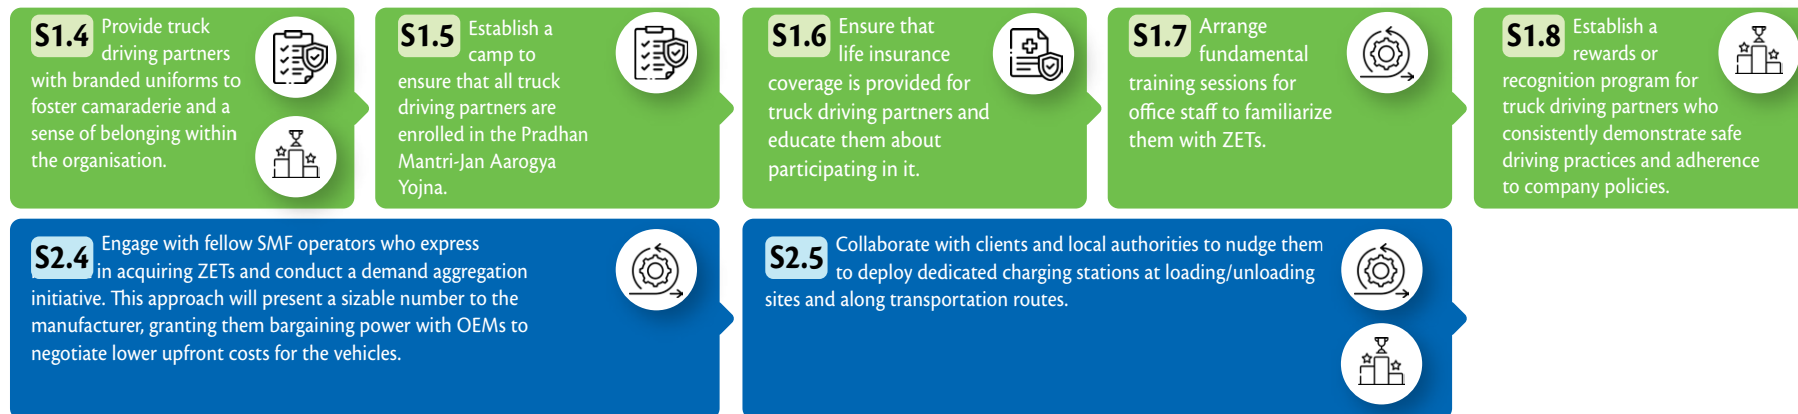 S1.4 Provide truck
driving partners
with branded uniforms to
foster camaraderie and a
sense of belonging within
the organisation.
S1.5 Establish a
camp to
ensure that all truck
driving partners are
enrolled in the Pradhan
Mantri-Jan Aarogya
Yojna.
S1.6 Ensure that
life insurance
coverage is provided for
truck driving partners and
educate them about
participating in it.
S1.7 Arrange
fundamental
training sessions for
office staff to familiarize
them with ZETs.
S1.8 Establish a
rewards or
recognition program for
truck driving partners who
consistently demonstrate safe
driving practices and adherence
to company policies.
S2.4 Engage with fellow SMF operators who express
in acquiring ZETs and conduct a demand aggregation
initiative. This approach will present a sizable number to the
manufacturer, granting them bargaining power with OEMs to
negotiate lower upfront costs for the vehicles.
S2.5 Collaborate with clients and local authorities to nudge them
to deploy dedicated charging stations at loading/unloading
sites and along transportation routes.